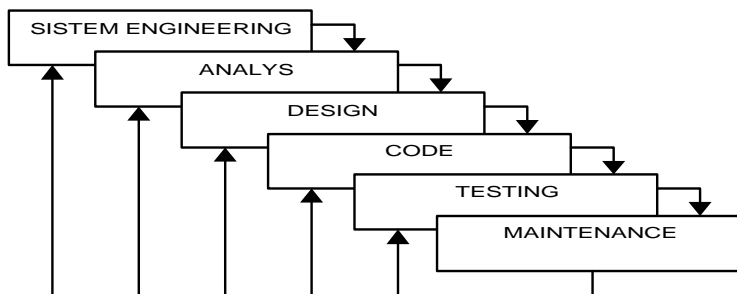 SISTEM ENGINEERING
ANALYS
DESIGN
CODE
TESTING
MAINTENANCE